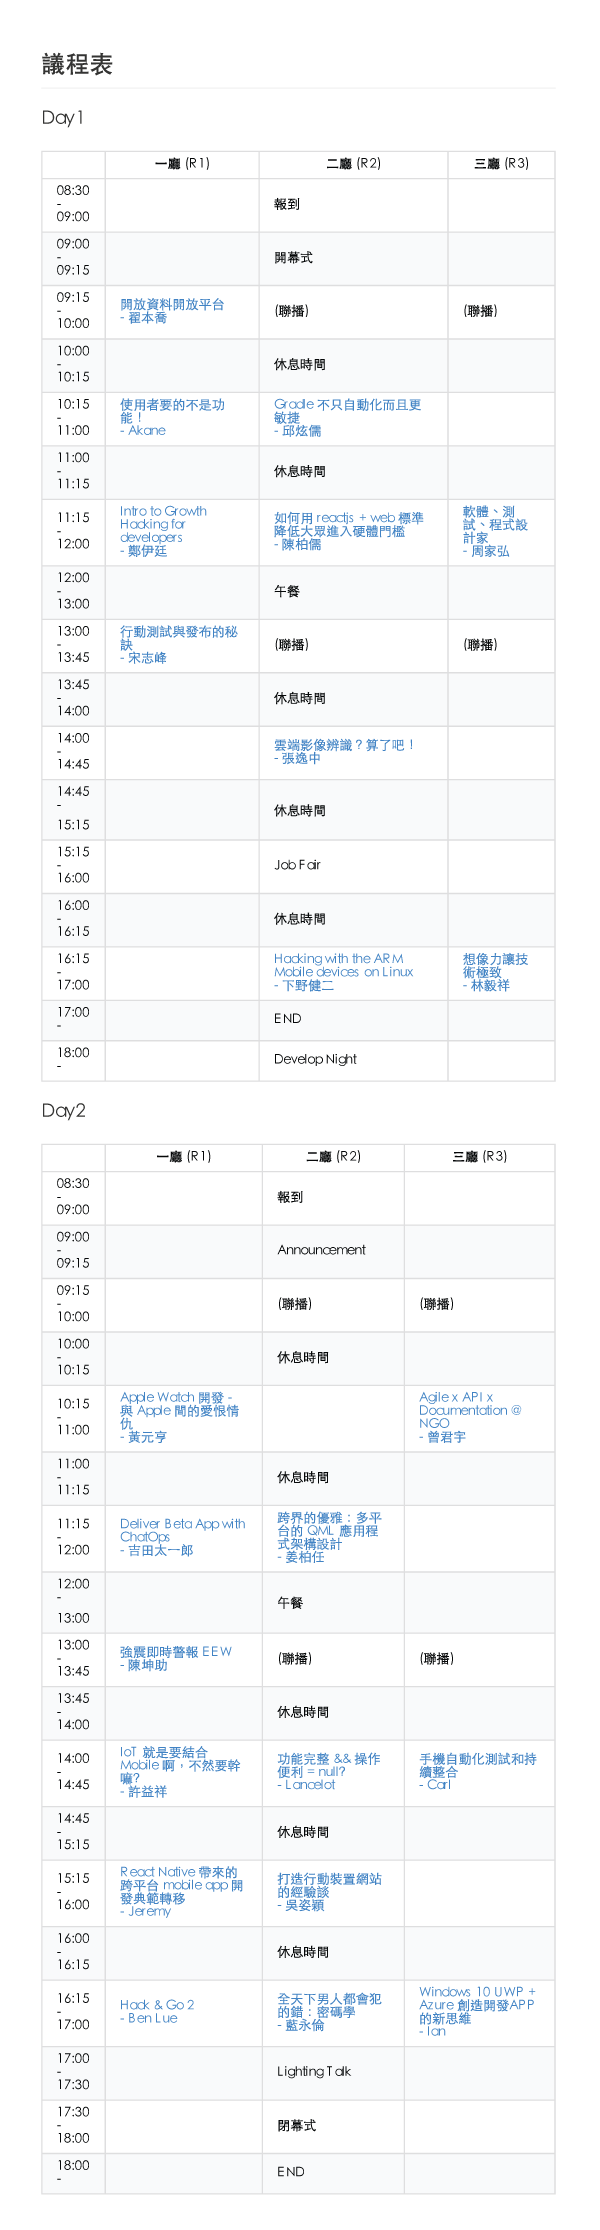 議程表
Day1
一廳 (R1) 二廳 (R2) 三廳 (R3)
08:30
-
09:00
報到
09:00
-
09:15
開幕式
09:15
-
10:00
開放資料開放平台
- 翟本喬
(聯播)
(聯播)
10:00
-
10:15
休息時間
10:15
-
11:00
使用者要的不是功
能！
- Akane
Gradle 不只自動化而且更
敏捷
- 邱炫儒
11:00
-
11:15
休息時間
11:15
-
12:00
Intro to Growth
Hacking for
developers
- 鄭伊廷
如何用 reactjs + web 標準
降低大眾進入硬體門檻
- 陳柏儒
軟體、測
試、程式設
計家
- 周家弘
12:00
-
13:00
午餐
13:00
-
13:45
行動測試與發布的秘
訣
- 宋志峰
(聯播)
(聯播)
13:45
-
14:00
休息時間
14:00
-
14:45
雲端影像辨識？算了吧！
- 張逸中
14:45
-
15:15
休息時間
15:15
-
16:00
Job Fair
16:00
-
16:15
休息時間
16:15
-
17:00
Hacking with the ARM
Mobile devices on Linux
- 下野健二
想像力讓技
術極致
- 林毅祥
17:00
-
END
18:00
-
Develop Night
Day2
一廳 (R1) 二廳 (R2) 三廳 (R3)
08:30
-
09:00
報到
09:00
-
09:15
Announcement
09:15
-
10:00
(聯播)
(聯播)
10:00
-
10:15
休息時間
10:15
-
11:00
Apple Watch 開發 -
與 Apple 間的愛恨情
仇
- 黃元亨
Agile x API x
Documentation @
NGO
- 曾君宇
11:00
-
11:15
休息時間
11:15
-
12:00
Deliver Beta App with
ChatOps
- 吉田太一郎
跨界的優雅：多平
台的 QML 應用程
式架構設計
- 姜柏任
12:00
-
13:00
午餐
13:00
-
13:45
強震即時警報 EEW
- 陳坤助
(聯播)
(聯播)
13:45
-
14:00
休息時間
14:00
-
14:45
IoT 就是要結合
Mobile 啊，不然要幹
嘛?
- 許益祥
功能完整 && 操作
便利 = null?
- Lancelot
手機自動化測試和持
續整合
- Carl
14:45
-
15:15
休息時間
15:15
-
16:00
React Native 帶來的
跨平台 mobile app 開
發典範轉移
- Jeremy
打造行動裝置網站
的經驗談
- 吳姿穎
16:00
-
16:15
休息時間
16:15
-
17:00
Hack & Go 2
- Ben Lue
全天下男人都會犯
的錯：密碼學
- 藍永倫
Windows 10 UWP +
Azure 創造開發APP
的新思維
- Ian
17:00
-
17:30
Lighting Talk
17:30
-
18:00
閉幕式
18:00
-
END